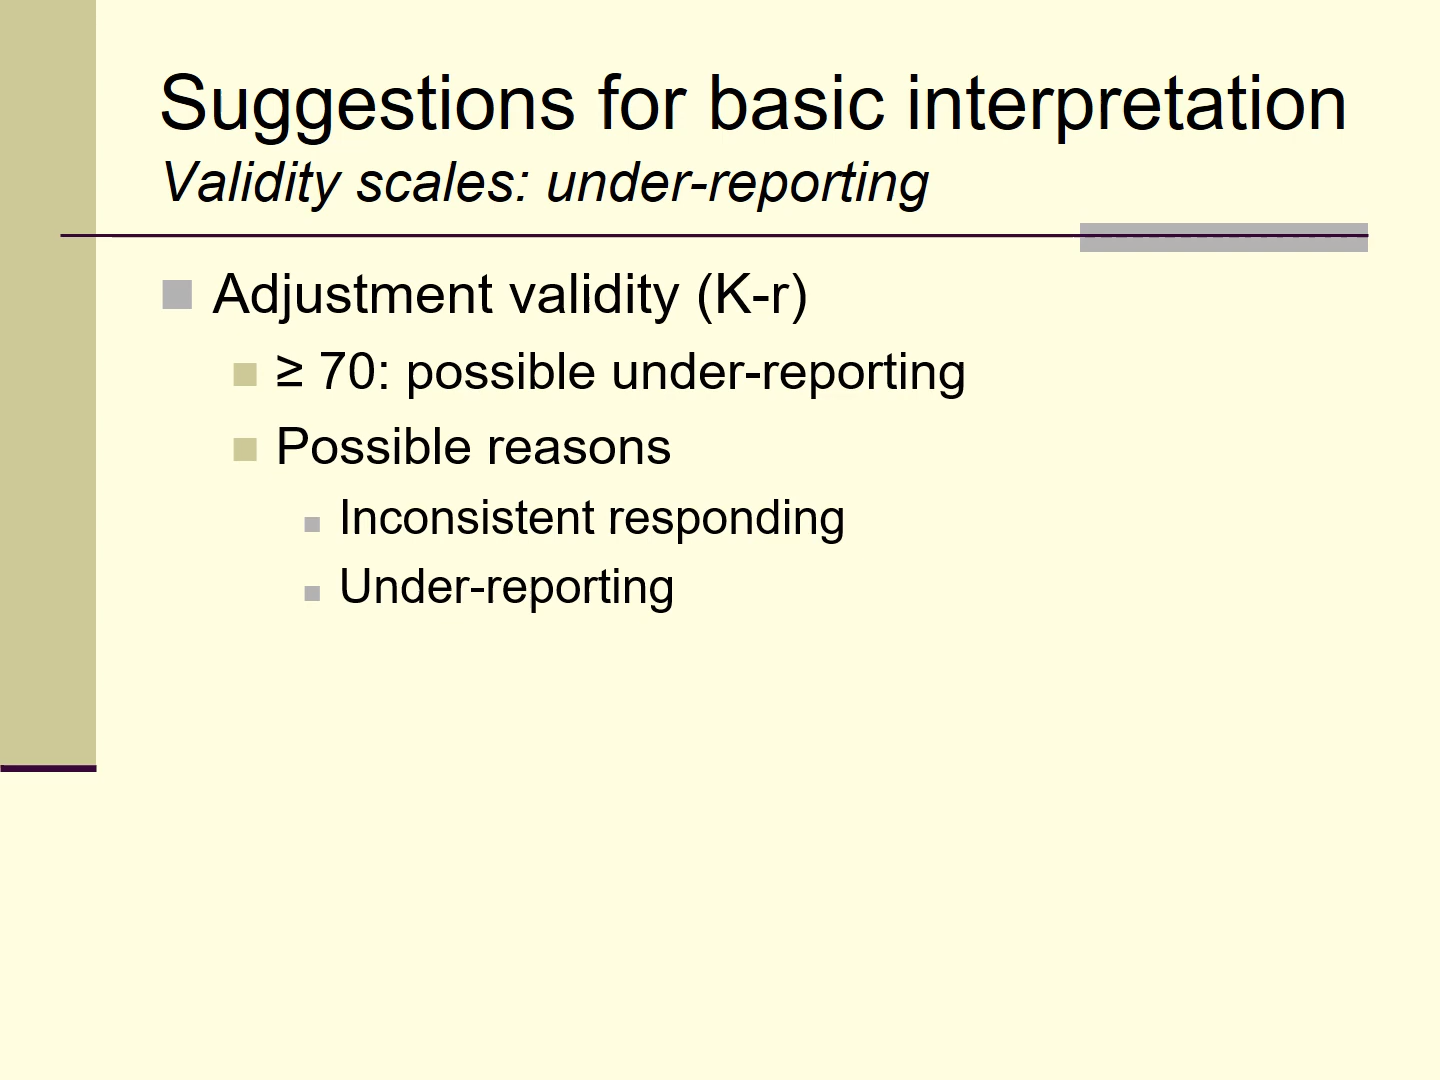 Suggestions for basic interpretation
Validity scales: under-reporting
Adjustment validity (K-r)
≥ 70: possible under-reporting
Possible reasons
Inconsistent responding
Under-reporting